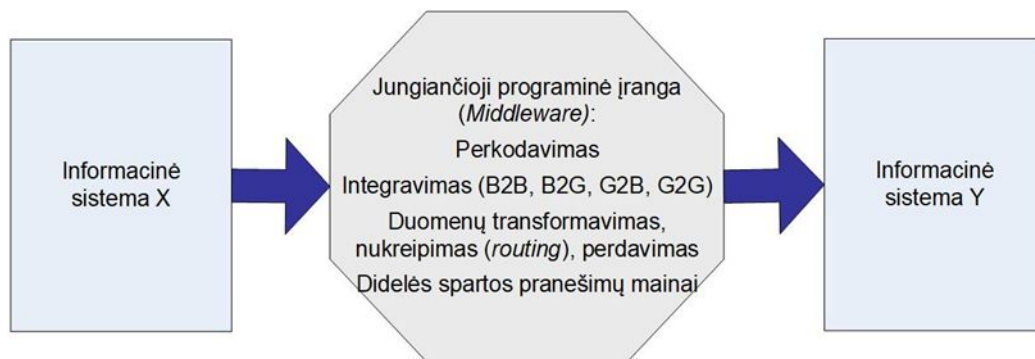 Informacinė
sistema X
Jungiančioji programinė įranga
(Middleware):
Perkodavimas
Integravimas (B2B, B2G, G2B, G2G)
Duomenų transformavimas,
nukreipimas (routing), perdavimas
Didelės spartos pranešimų mainai
Informacinė
sistema Y